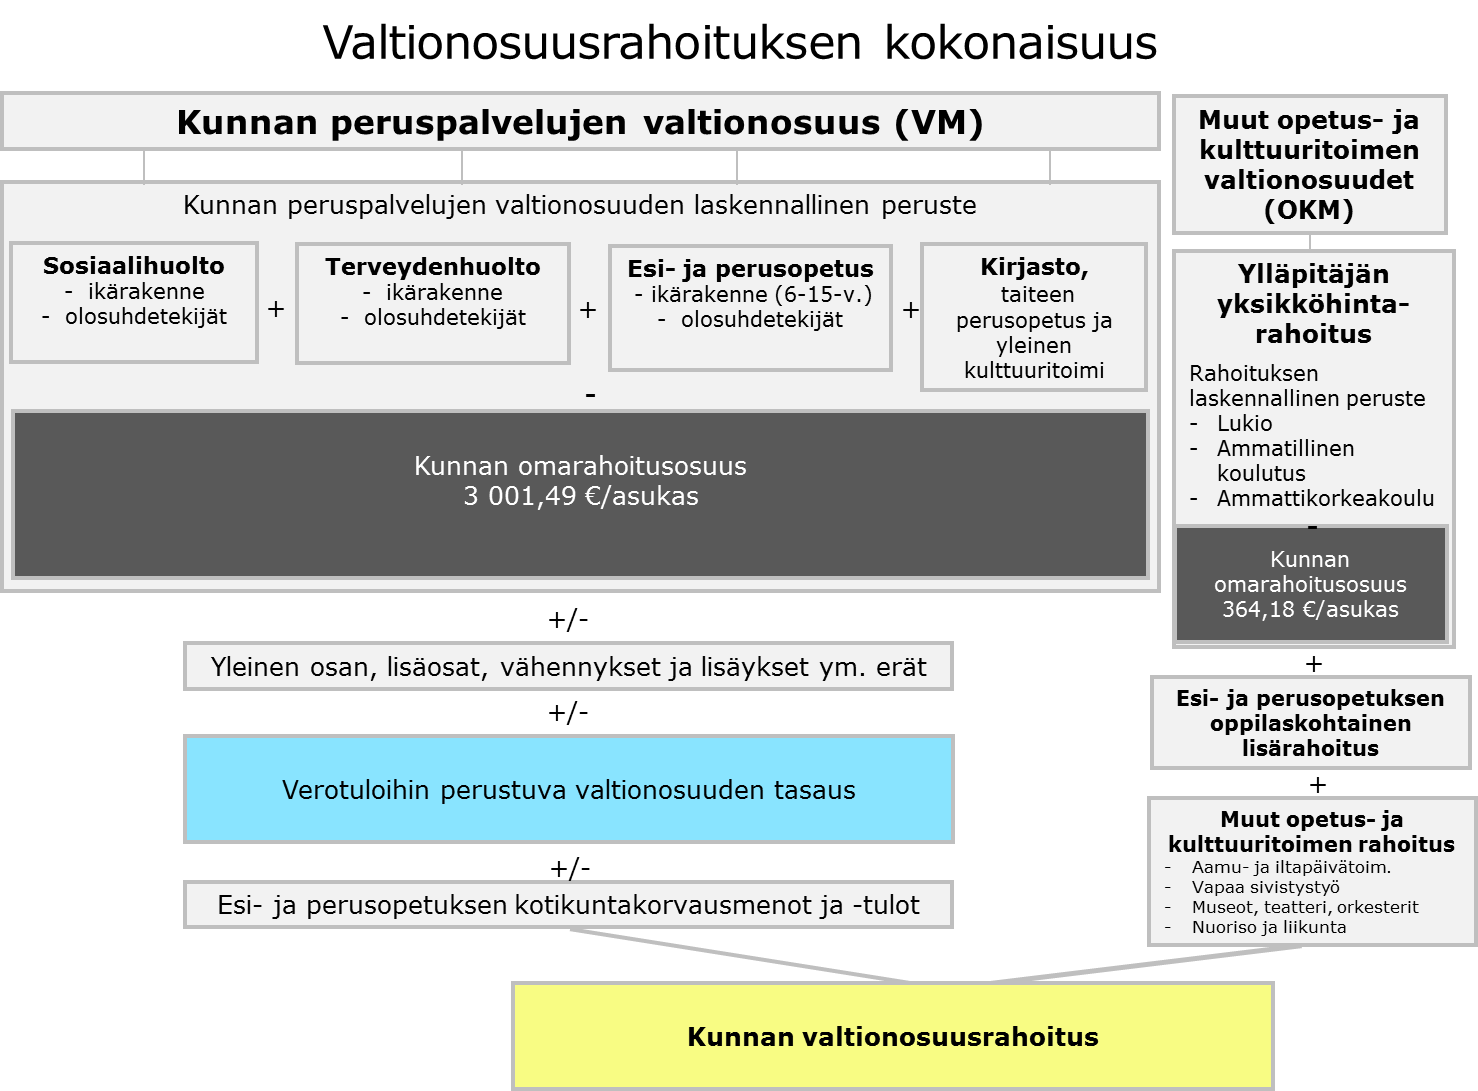 Valtionosuusrahoituksen kokonaisuus
Kunnan peruspalvelujen valtionosuus (VM)
Kunnan peruspalvelujen valtionosuuden laskennallinen peruste
Sosiaalihuolto
- ikärakenne
- olosuhdetekijät
+
Terveydenhuolto
- ikärakenne
- olosuhdetekijät
+
Esi- ja perusopetus
- ikärakenne (6-15-v.)
- olosuhdetekijät
+
Kirjasto,
taiteen
perusopetus ja
yleinen
kulttuuritoimi
-
Kunnan omarahoitusosuus
3 001,49 €/asukas
+/-
Yleinen osan, lisäosat, vähennykset ja lisäykset ym. erät
+/-
Verotuloihin perustuva valtionosuuden tasaus
+/-
Esi- ja perusopetuksen kotikuntakorvausmenot ja -tulot
Muut opetus- ja
kulttuuritoimen
valtionosuudet
(OKM)
Ylläpitäjän
yksikköhinta-
rahoitus
Rahoituksen
laskennallinen peruste
- Lukio
- Ammatillinen
koulutus
- Ammattikorkeakoulu
-
Kunnan
omarahoitusosuus
364,18 €/asukas
+
Esi- ja perusopetuksen
oppilaskohtainen
lisärahoitus
+
Muut opetus- ja
kulttuuritoimen rahoitus
- Aamu- ja iltapäivätoim.
- Vapaa sivistystyö
- Museot, teatteri, orkesterit
- Nuoriso ja liikunta
Kunnan valtionosuusrahoitus